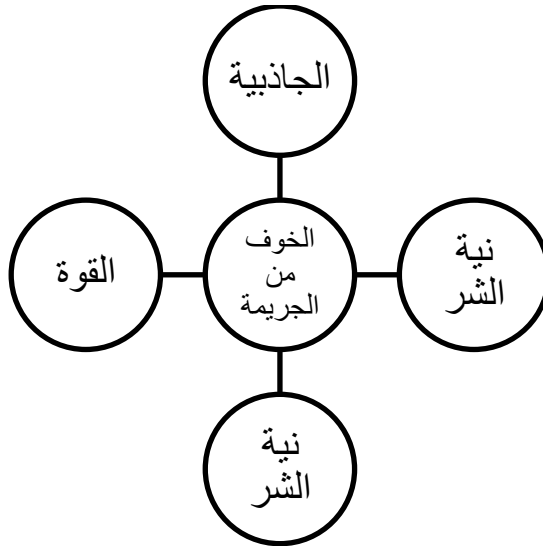 الجاذبية
نية
الشر
الخوف
من
الجريمة
القوة
نية
الشر